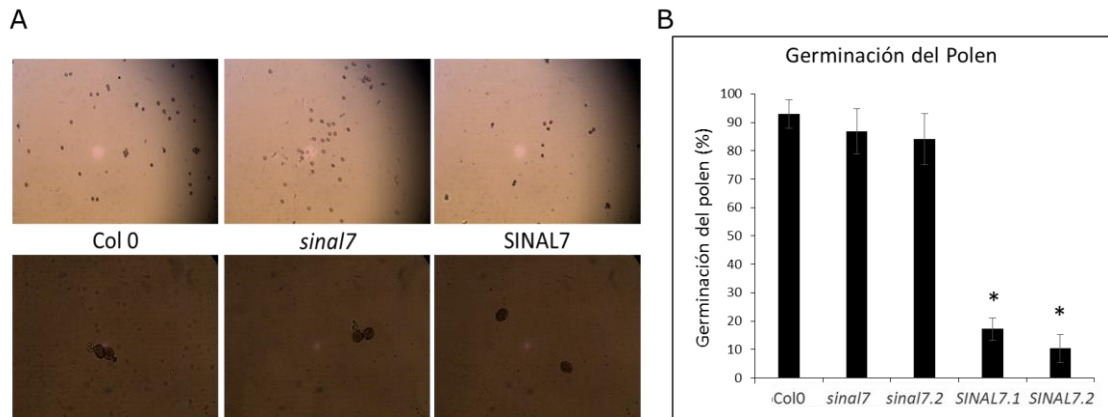 A
Col 0
sinal7
SINAL7
B
Germinación del Polen
Germinación del polen (%)
100
90
80
70
60
50
40
30
20
10
0
Col0
sinal7
sinal7.2
SINAL7.1
SINAL7.2
*
*